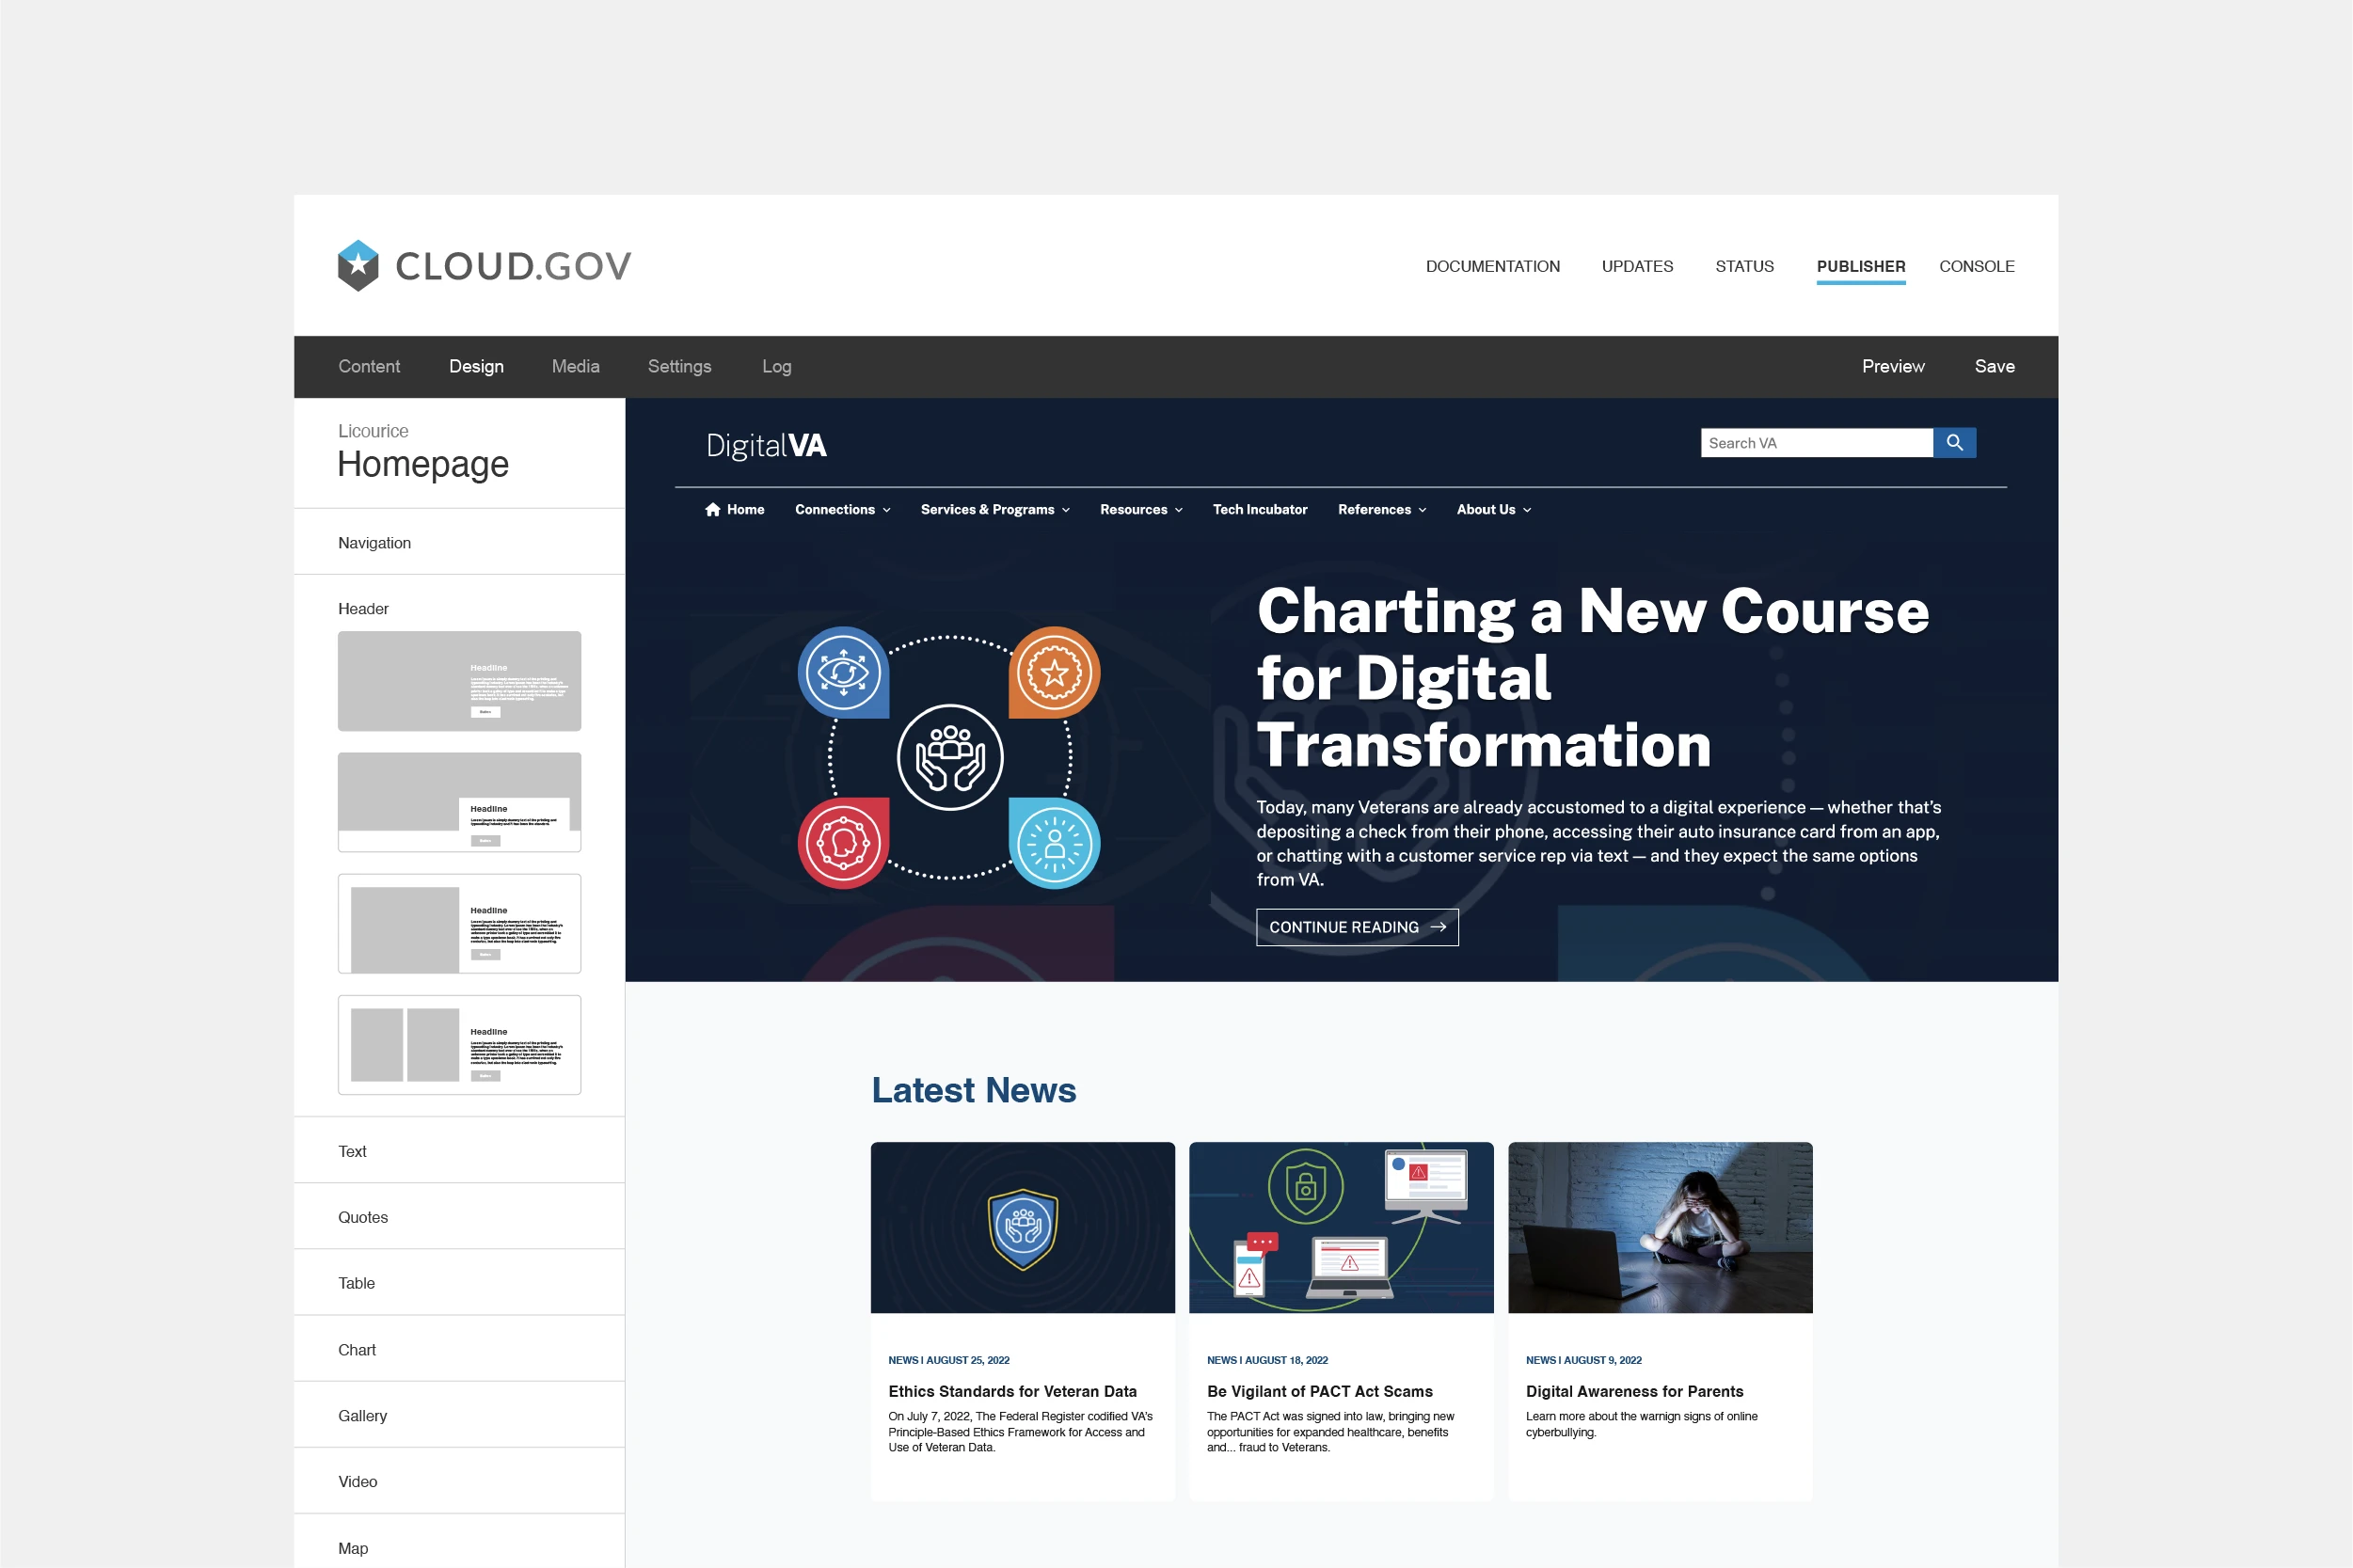 CLOUD.GOV
DOCUMENTATION
UPDATES
STATUS
PUBLISHER
CONSOLE
Content
Design
Media
Settings
Log
Preview
Save
Licourice
Homepage
Navigation
Header
Headline
Headline
Headline
Headline
Text
Quotes
Table
Chart
Gallery
Video
Map
DigitalVA
Search VA
Home
Connections
Services & Programs
Resources
Tech Incubator
References
About Us
Charting a New Course
for Digital
Transformation
Today, many Veterans are already accustomed to a digital experience — whether that's
depositing a check from their phone, accessing their auto insurance card from an app,
or chatting with a customer service rep via text — and they expect the same options
from VA.
CONTINUE READING
Latest News
NEWS | AUGUST 25, 2022
Ethics Standards for Veteran Data
On July 7, 2022, The Federal Register codified VA's
Principle-Based Ethics Framework for Access and
Use of Veteran Data.
NEWS | AUGUST 18, 2022
Be Vigilant of PACT Act Scams
The PACT Act was signed into law, bringing new
opportunities for expanded healthcare, benefits
and... fraud to Veterans.
NEWS | AUGUST 9, 2022
Digital Awareness for Parents
Learn more about the warnign signs of online
cyberbullying.